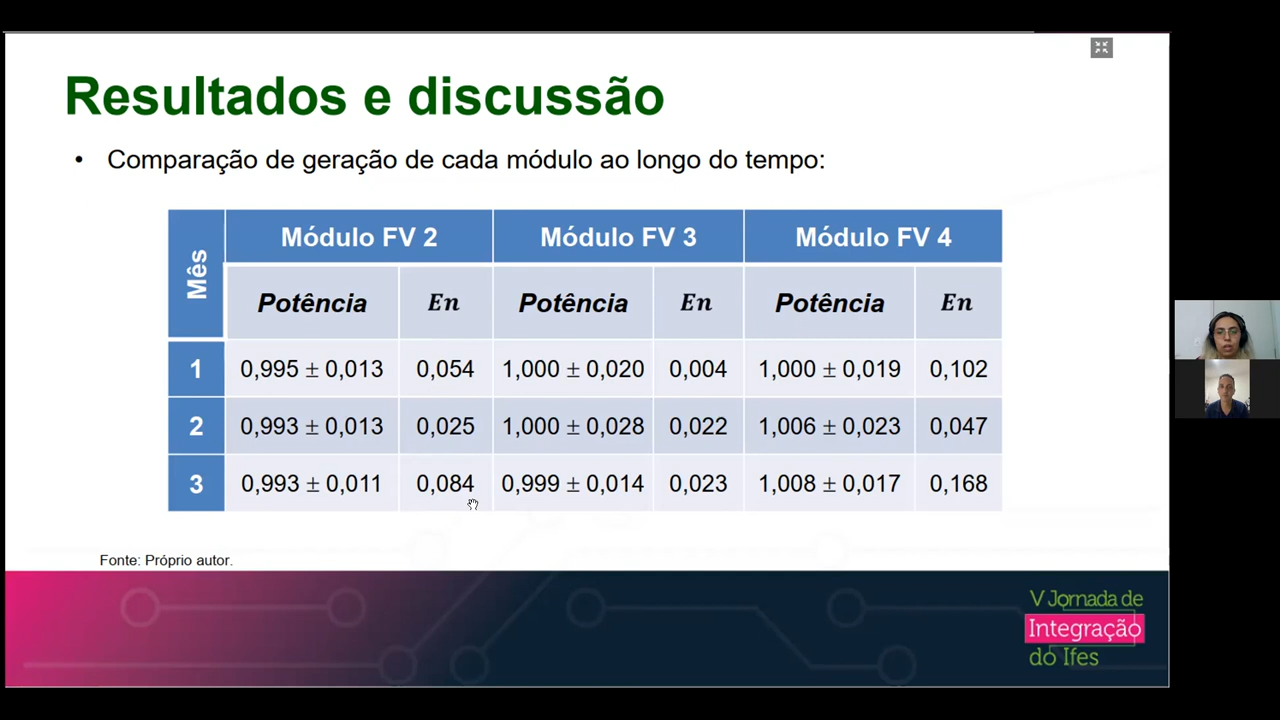 Resultados e discussão
• Comparação de geração de cada módulo ao longo do tempo:
Mês Módulo FV 2 Módulo FV 3 Módulo FV 4
Potência En Potência En Potência En
1 0,995 ± 0,013 0,054 1,000 ± 0,020 0,004 1,000 ± 0,019 0,102
2 0,993 ± 0,013 0,025 1,000 ± 0,028 0,022 1,006 ± 0,023 0,047
3 0,993 ± 0,011 0,084 0,999 ± 0,014 0,023 1,008 ± 0,017 0,168
Fonte: Próprio autor.
V Jornada de
Integração
do Ifes